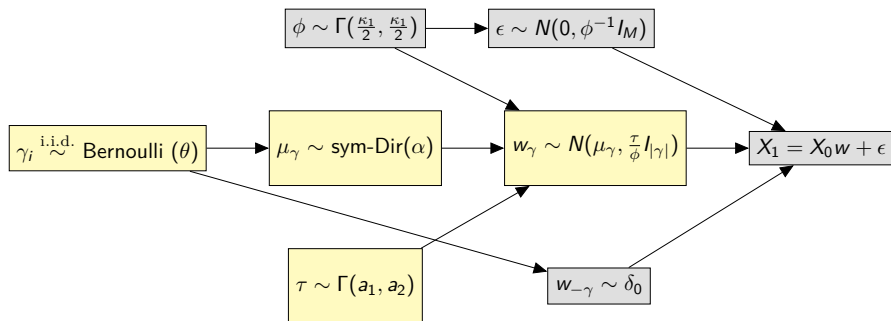 ϕ ∼ Γ(κ₁/2, κ₁/2)
ϵ ∼ N(0, ϕ⁻¹I_M)
γᵢ i.i.d. ∼ Bernoulli (θ)
μ_γ ∼ sym-Dir(α)
w_γ ∼ N(μ_γ, τ/ϕ I_|γ|)
X₁ = X₀w + ϵ
τ ∼ Γ(a₁, a₂)
w_−γ ∼ δ₀